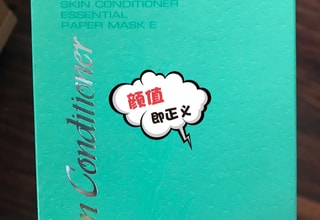 SKIN CONDITIONER
ESSENTIAL
PAPER MASK E
n Conditioner
颜值
即正义